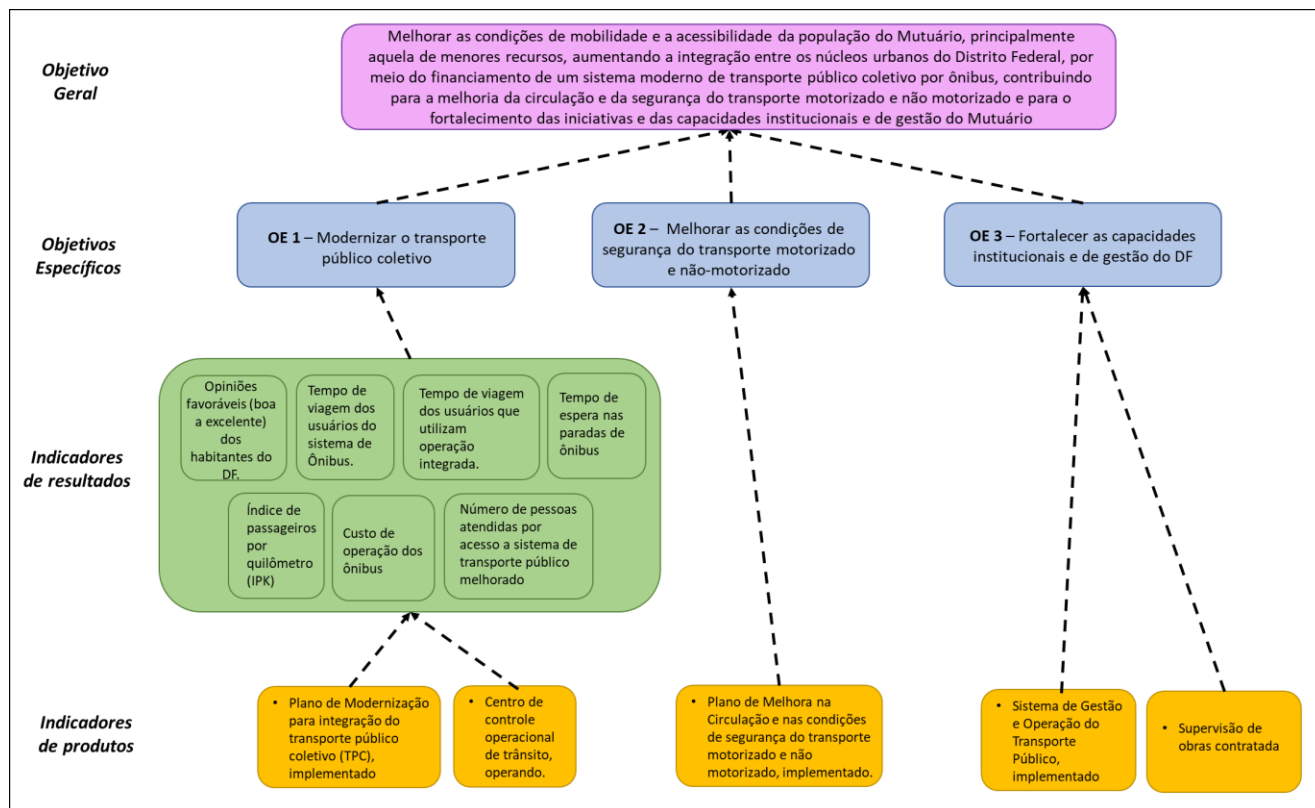 Objetivo
Geral
Melhorar as condições de mobilidade e a acessibilidade da população do Mutuário, principalmente
aquela de menores recursos, aumentando a integração entre os núcleos urbanos do Distrito Federal, por
meio do financiamento de um sistema moderno de transporte público coletivo por ônibus, contribuindo
para a melhoria da circulação e da segurança do transporte motorizado e não motorizado e para o
fortalecimento das iniciativas e das capacidades institucionais e de gestão do Mutuário
Objetivos
Específicos
OE 1 – Modernizar o transporte
público coletivo
OE 2 – Melhorar as condições de
segurança do transporte motorizado
e não-motorizado
OE 3 – Fortalecer as capacidades
institucionais e de gestão do DF
Indicadores
de resultados
Opiniões
favoráveis (boa
a excelente)
dos
habitantes do
DF.
Tempo de
viagem dos
usuários do
sistema de
Ônibus.
Tempo de viagem
dos usuários que
utilizam
operação
integrada.
Tempo de
espera nas
paradas de
ônibus
Índice de
passageiros
por
quilômetro
(IPK)
Custo de
operação dos
ônibus
Número de pessoas
atendidas por
acesso a sistema de
transporte público
melhorado
Indicadores
de produtos
• Plano de Modernização
para integração do
transporte público
coletivo (TPC),
implementado
• Centro de
controle
operacional
de trânsito,
operando.
• Plano de Melhora na
Circulação e nas condições
de segurança do transporte
motorizado e não
motorizado, implementado.
• Sistema de Gestão
e Operação do
Transporte
Público,
implementado
• Supervisão de
obras contratada